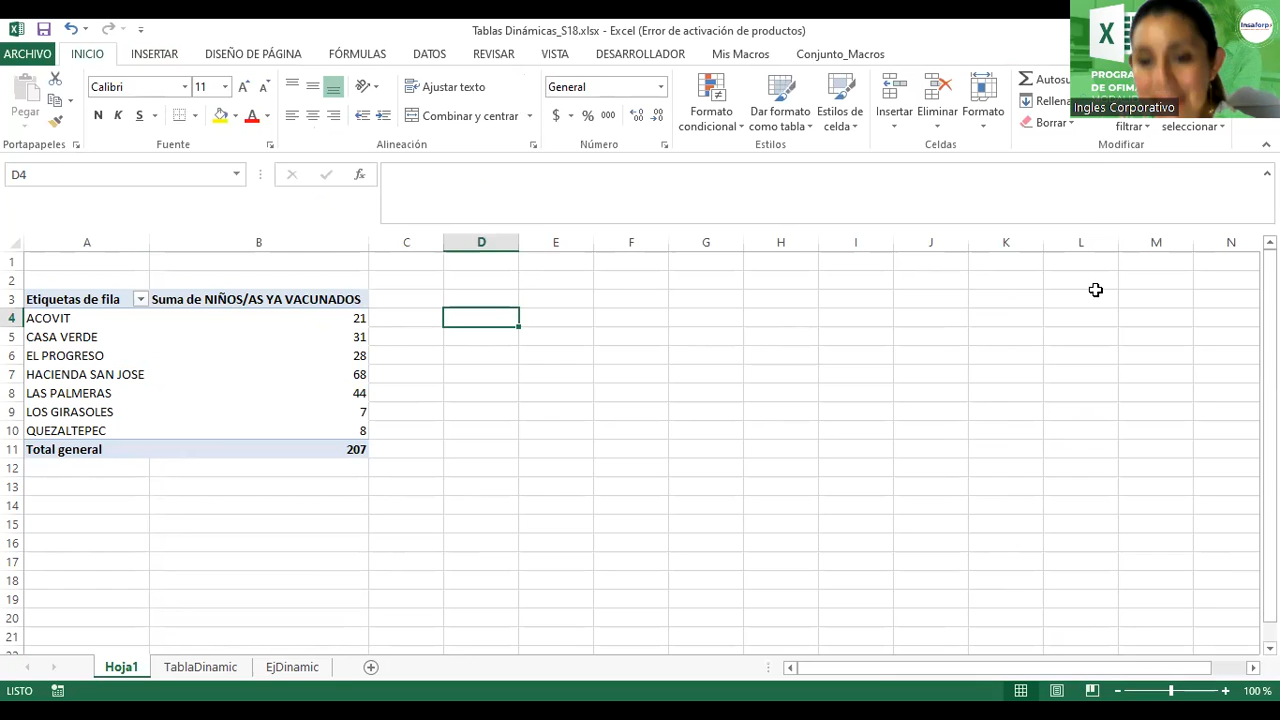 Tablas Dinámicas_S18.xlsx - Excel (Error de activación de productos)
ARCHIVO INICIO INSERTAR DISEÑO DE PÁGINA FÓRMULAS DATOS REVISAR VISTA DESARROLLADOR Mis Macros Conjunto_Macros
Insaforp
PROGRA
DE OFIMA
Ingles Corporativo
Pegar
Calibri 11
N K S
Ajustar texto
Combinar y centrar
General
$ % 000
Formato condicional
Dar formato como tabla
Estilos de celda
Insertar Eliminar Formato
Autosu
Rellena
Borrar
filtrar
seleccionar
Portapapeles Fuente Alineación Número Estilos Celdas Modificar
D4
fx
A B C D E F G H I J K L M N
1
2
3 Etiquetas de fila Suma de NIÑOS/AS YA VACUNADOS
4 ACOVIT 21
5 CASA VERDE 31
6 EL PROGRESO 28
7 HACIENDA SAN JOSE 68
8 LAS PALMERAS 44
9 LOS GIRASOLES 7
10 QUEZALTEPEC 8
11 Total general 207
12
13
14
15
16
17
18
19
20
21
Hoja1 TablaDinamic EjDinamic
LISTO
100 %